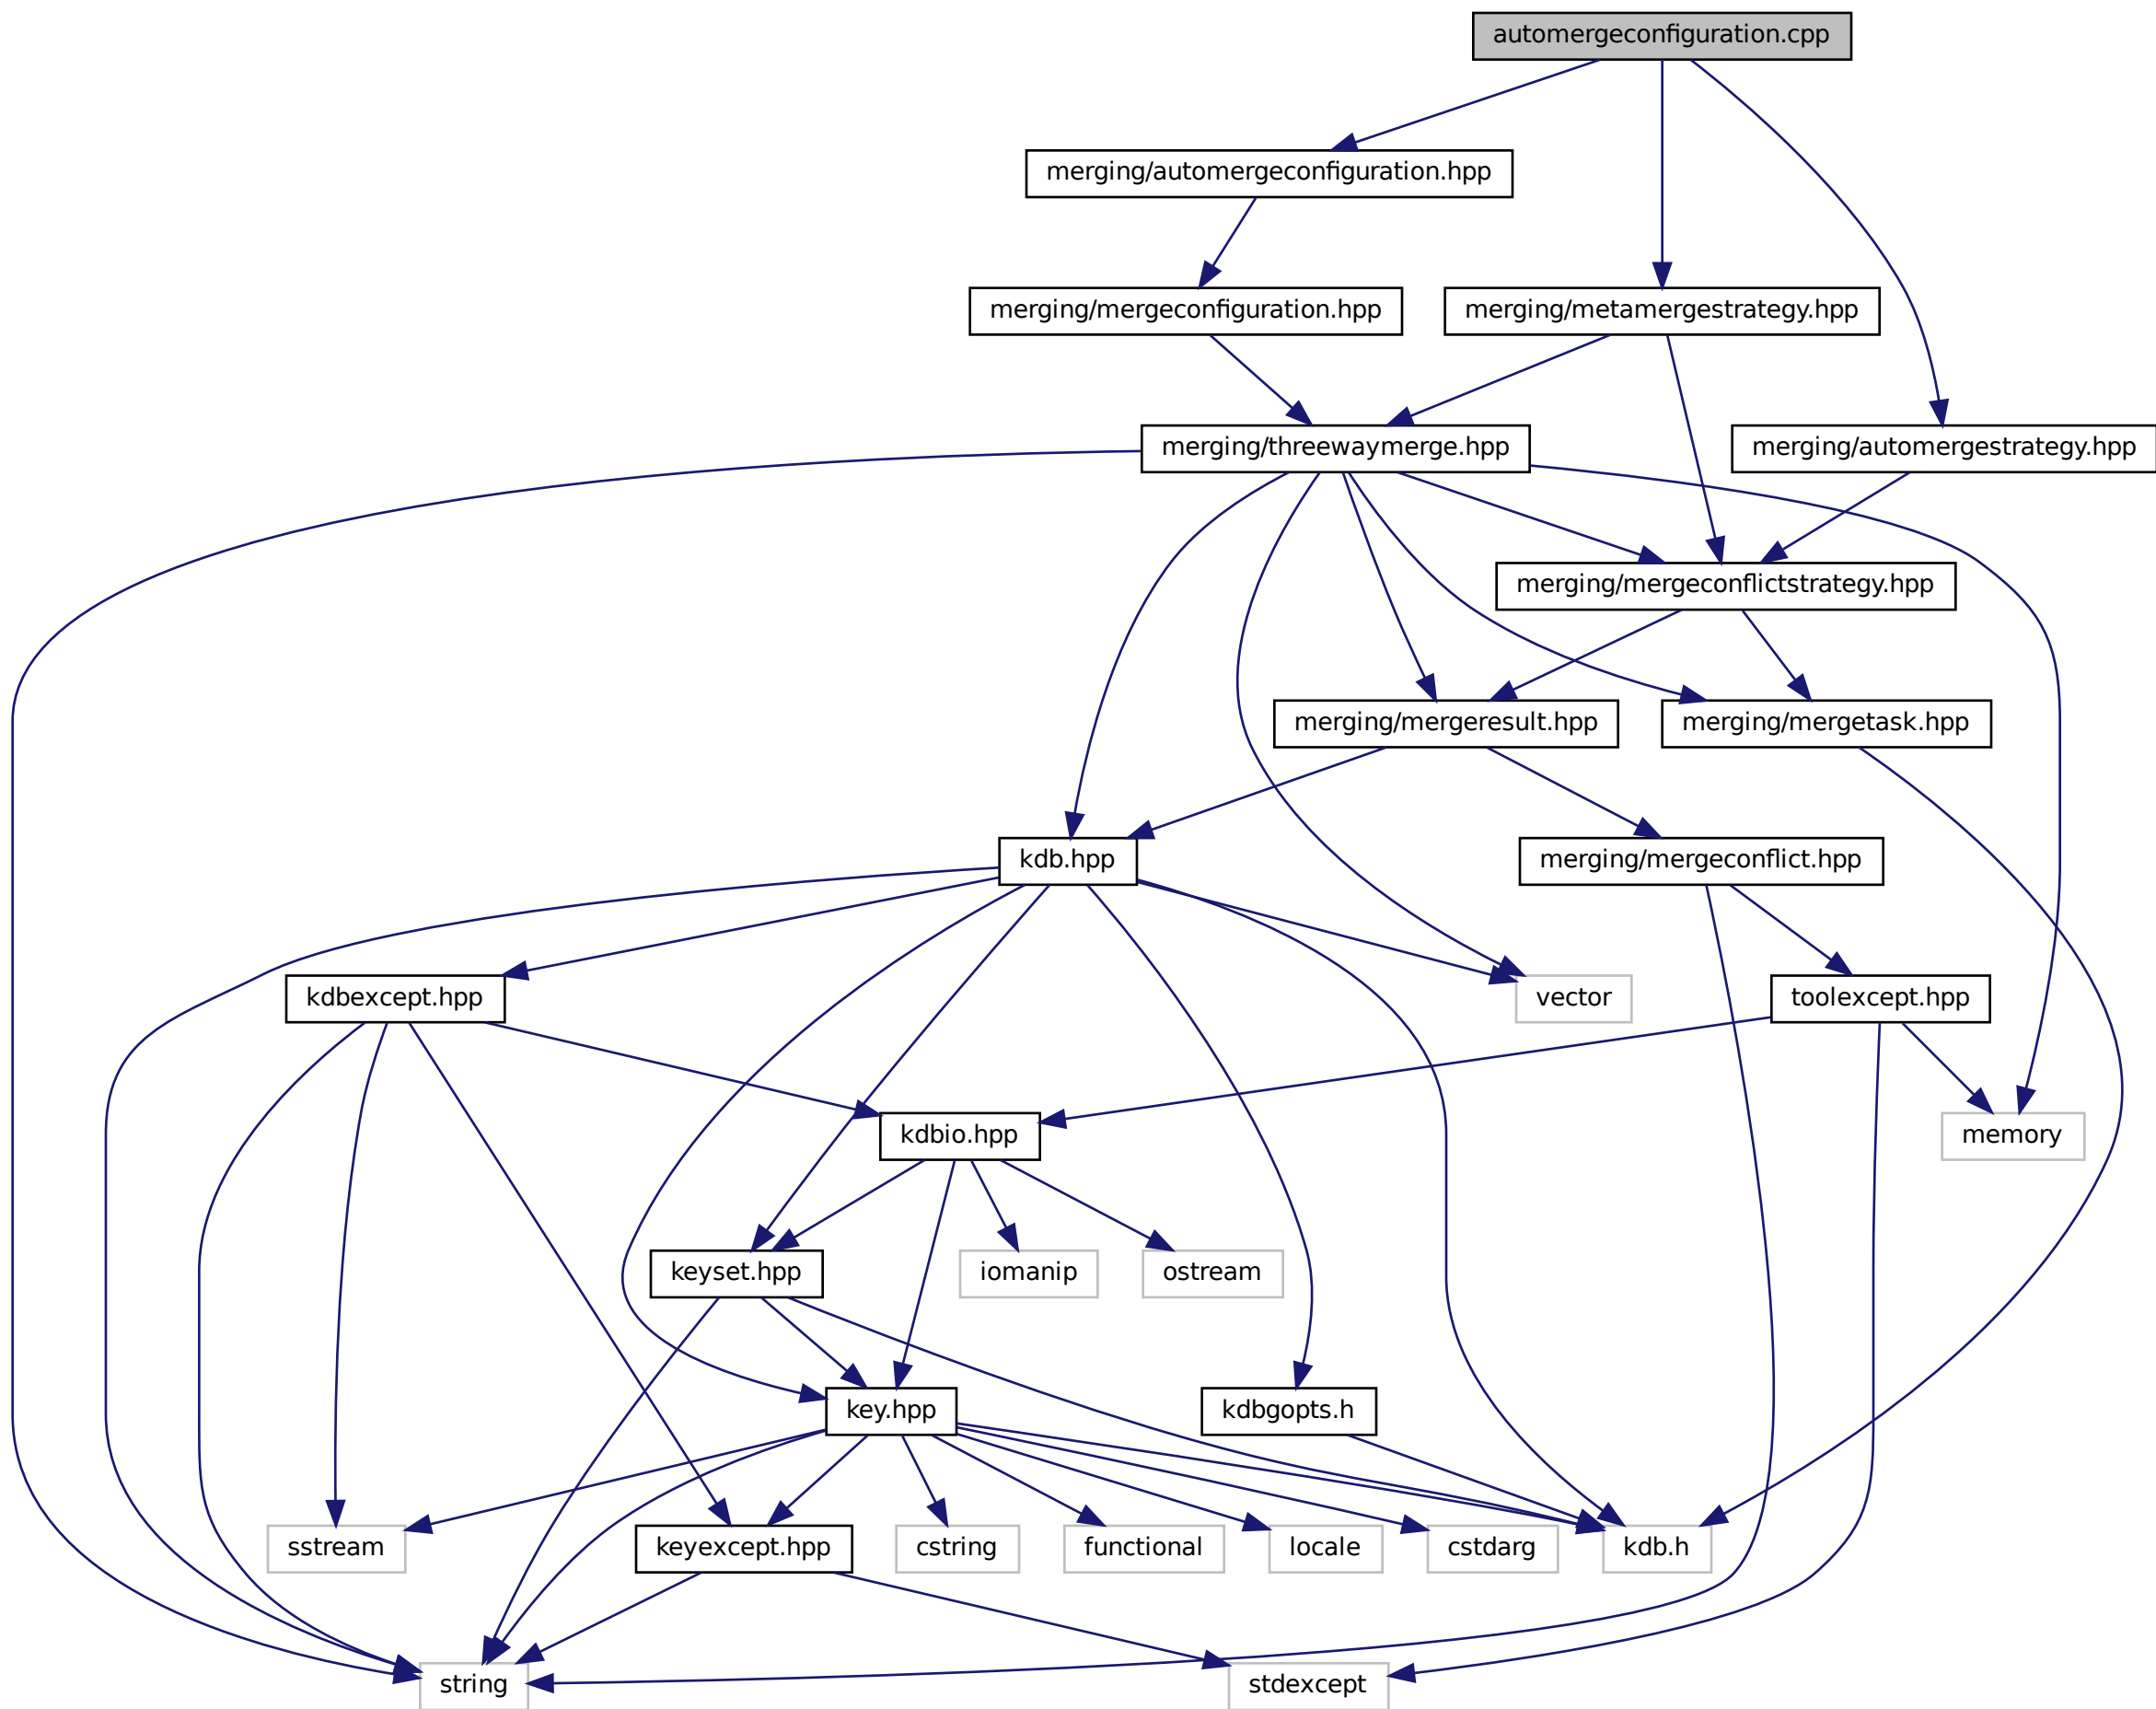 automergeconfiguration.cpp
merging/automergeconfiguration.hpp
merging/mergeconfiguration.hpp
merging/metamergestrategy.hpp
merging/threewaymerge.hpp
merging/automergestrategy.hpp
merging/mergeconflictstrategy.hpp
merging/mergeresult.hpp
merging/mergetask.hpp
kdb.hpp
merging/mergeconflict.hpp
kdbexcept.hpp
vector
toolexcept.hpp
kdbio.hpp
memory
keyset.hpp
iomanip
ostream
key.hpp
kdbgopts.h
sstream
keyexcept.hpp
cstring
functional
locale
cstdarg
kdb.h
string
stdexcept